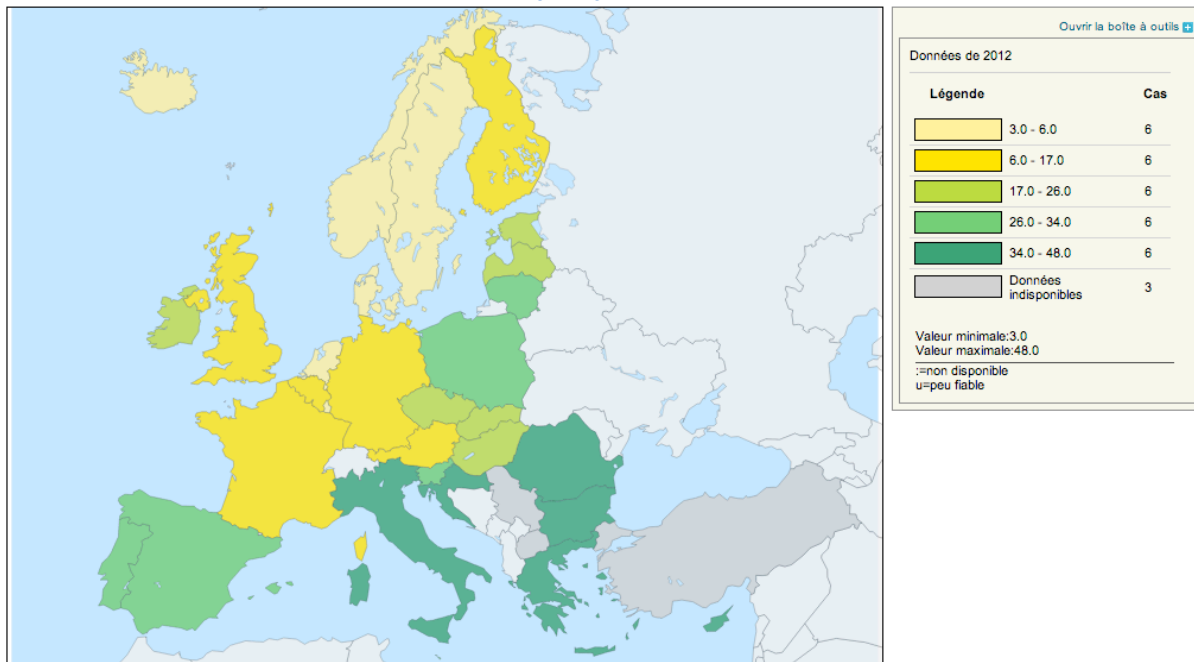 Ouvrir la boîte à outils
Données de 2012
Légende Cas
3.0 - 6.0 6
6.0 - 17.0 6
17.0 - 26.0 6
26.0 - 34.0 6
34.0 - 48.0 6
Données
indisponibles 3
Valeur minimale:3.0
Valeur maximale:48.0
:=non disponible
u=peu fiable